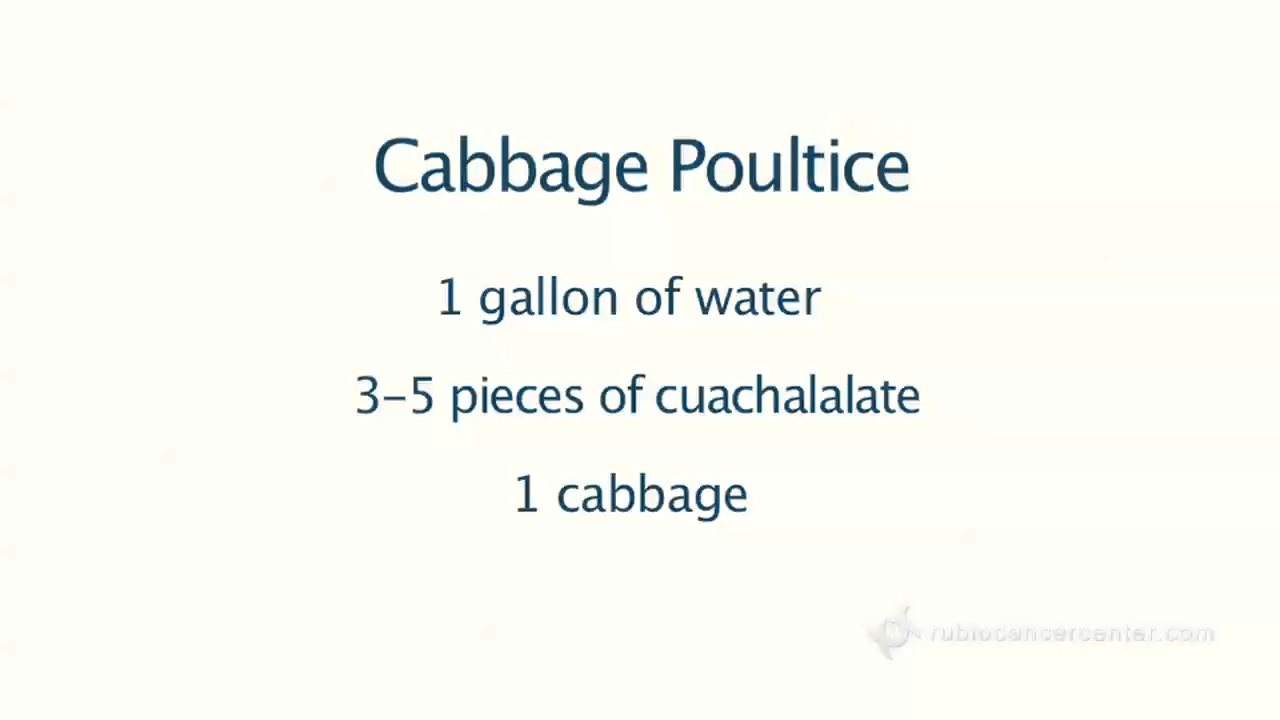 Cabbage Poultice
1 gallon of water
3–5 pieces of cuachalalate
1 cabbage
rubiocancercenter.com